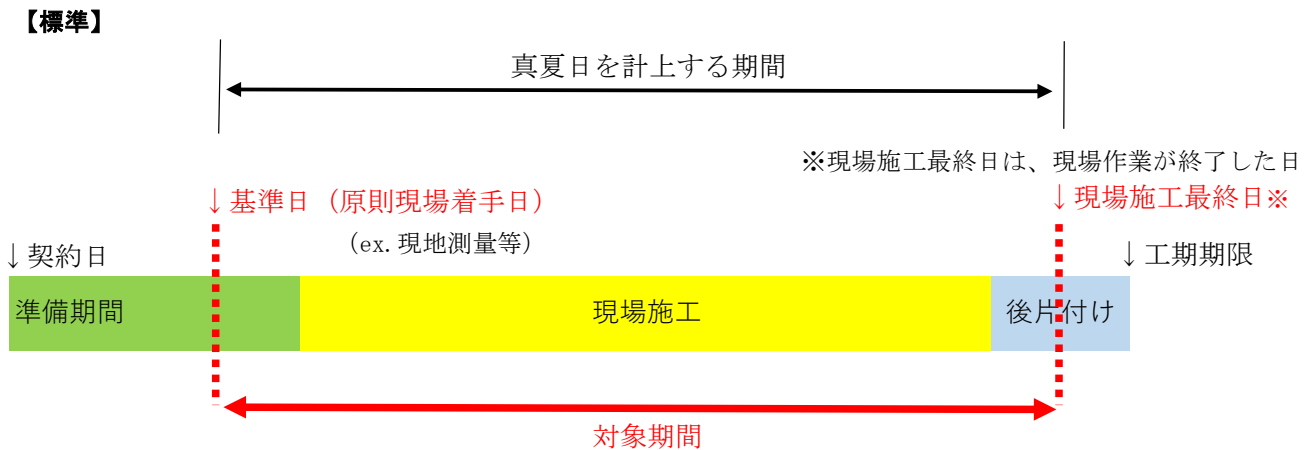 【標準】
真夏日を計上する期間
※現場施工最終日は、現場作業が終了した日
↓基準日（原則現場着手日）
↓現場施工最終日※
(ex.現地測量等)
↓契約日
↓工期期限
準備期間
現場施工
後片付け
対象期間